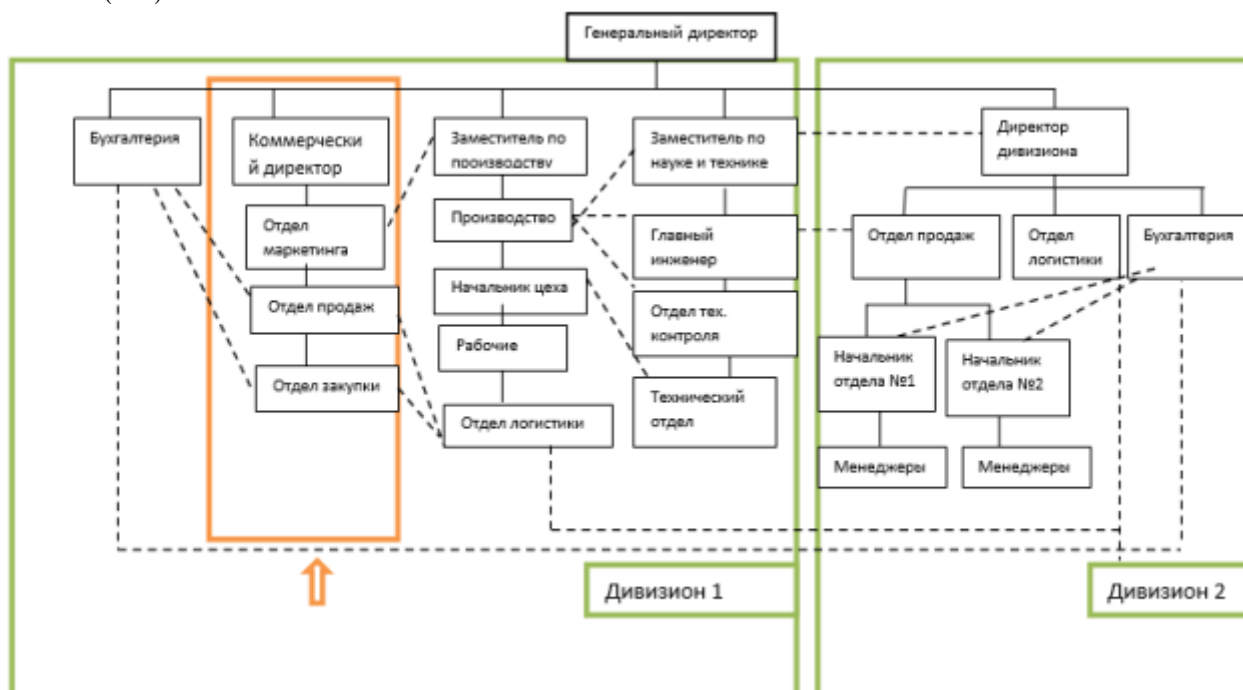 Генеральный директор
Бухгалтерия
Коммерчески
й директор
Заместитель по
производству
Заместитель по
науке и технике
Директор
дивизиона
Отдел
маркетинга
Производство
Главный
инженер
Отдел продаж
Отдел
логистики
Бухгалтерия
Отдел продаж
Начальник цеха
Отдел тех.
контроля
Рабочие
Начальник
отдела №1
Начальник
отдела №2
Отдел закупки
Отдел логистики
Технический
отдел
Менеджеры
Менеджеры
Дивизион 1
Дивизион 2